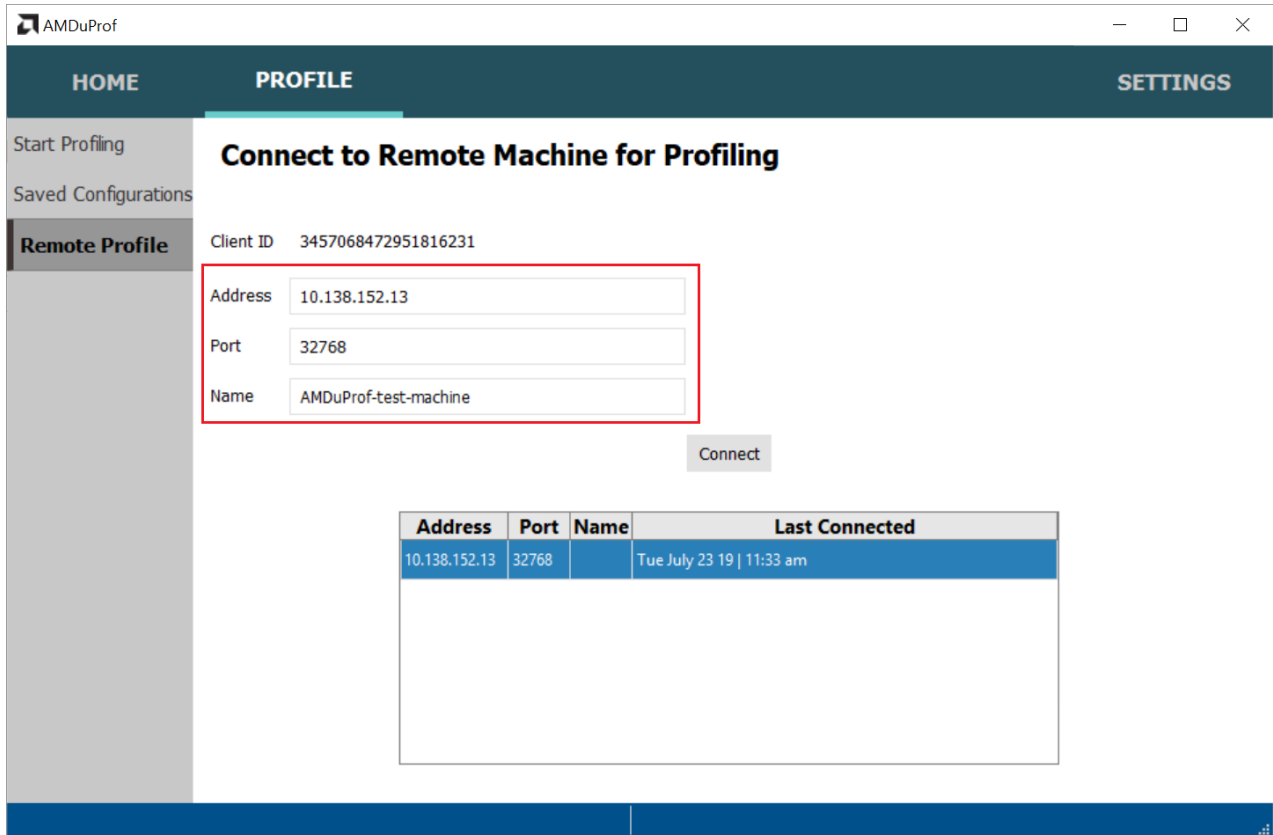 AMDuProf
HOME PROFILE SETTINGS
Start Profiling
Saved Configurations
Remote Profile
Connect to Remote Machine for Profiling
Client ID 3457068472951816231
Address 10.138.152.13
Port 32768
Name AMDuProf-test-machine
Connect
Address Port Name Last Connected
10.138.152.13 32768 Tue July 23 19 | 11:33 am